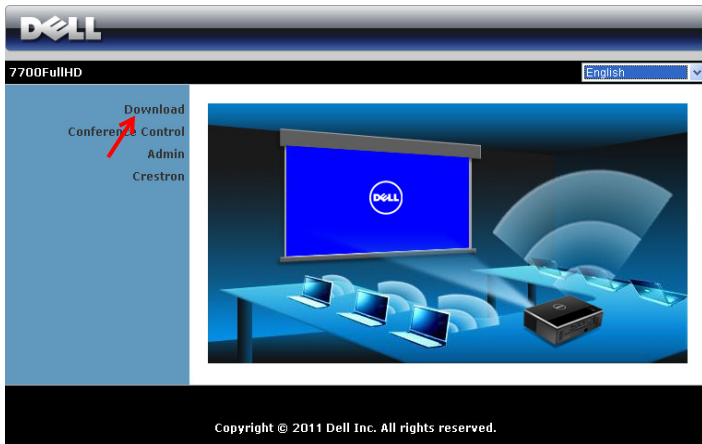 DELL
7700FullHD
English
Download
Conference Control
Admin
Crestron
DELL
Copyright © 2011 Dell Inc. All rights reserved.